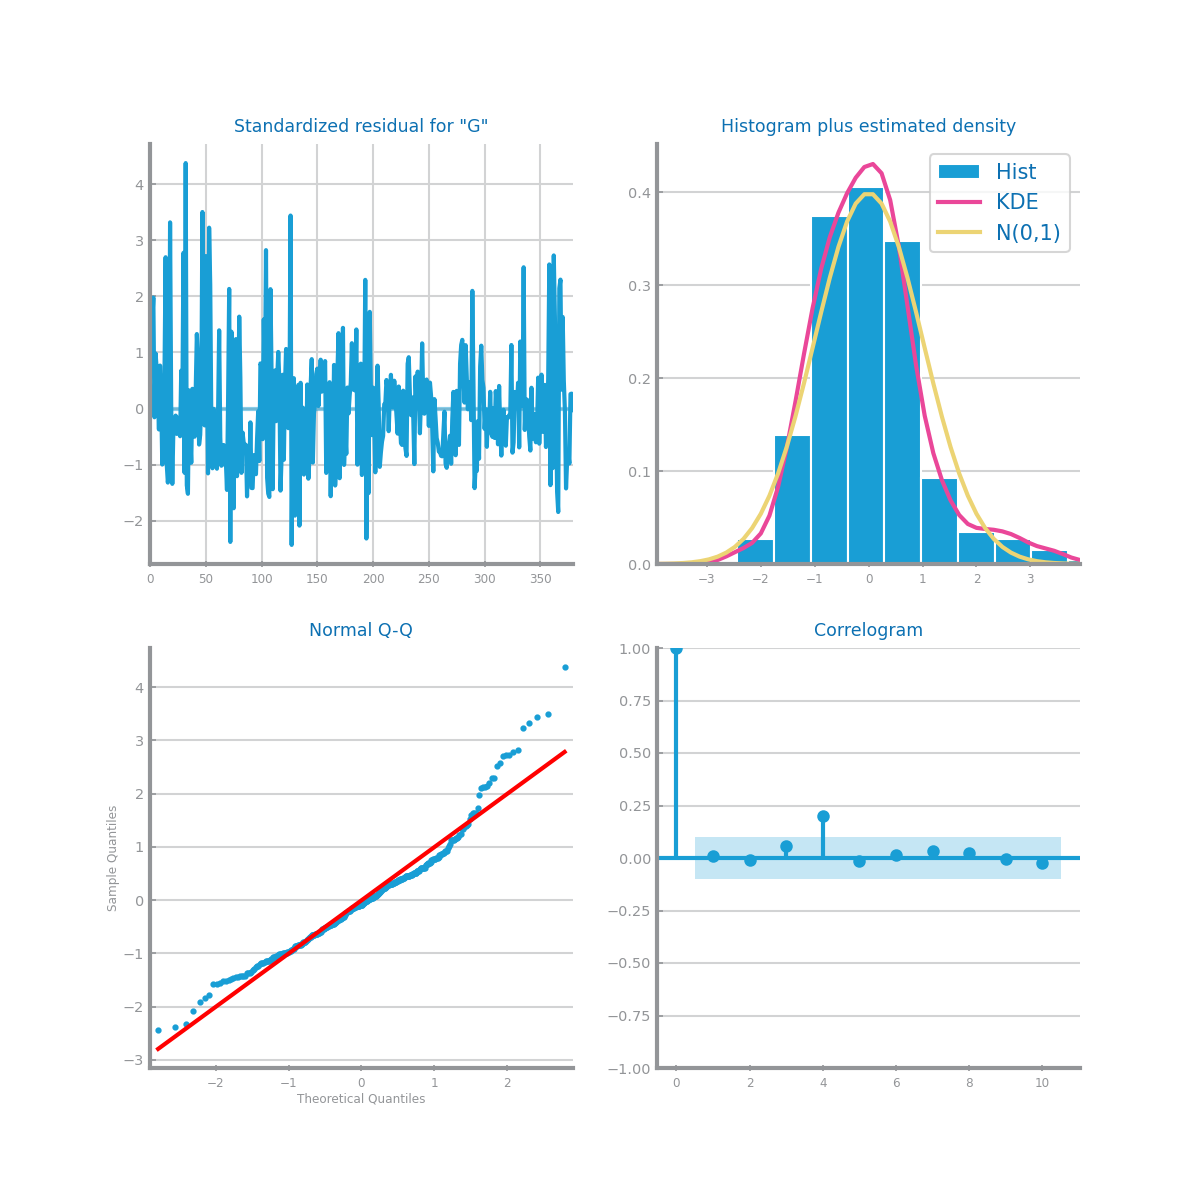 Standardized residual for "G"
4
3
2
1
0
−1
−2
0 50 100 150 200 250 300 350
Histogram plus estimated density
Hist
KDE
N(0,1)
0.4
0.3
0.2
0.1
0.0
−3 −2 −1 0 1 2 3
Normal Q-Q
4
3
2
1
0
−1
−2
−3
Sample Quantiles
−2 −1 0 1 2
Theoretical Quantiles
Correlogram
1.00
0.75
0.50
0.25
0.00
−0.25
−0.50
−0.75
−1.00
0 2 4 6 8 10